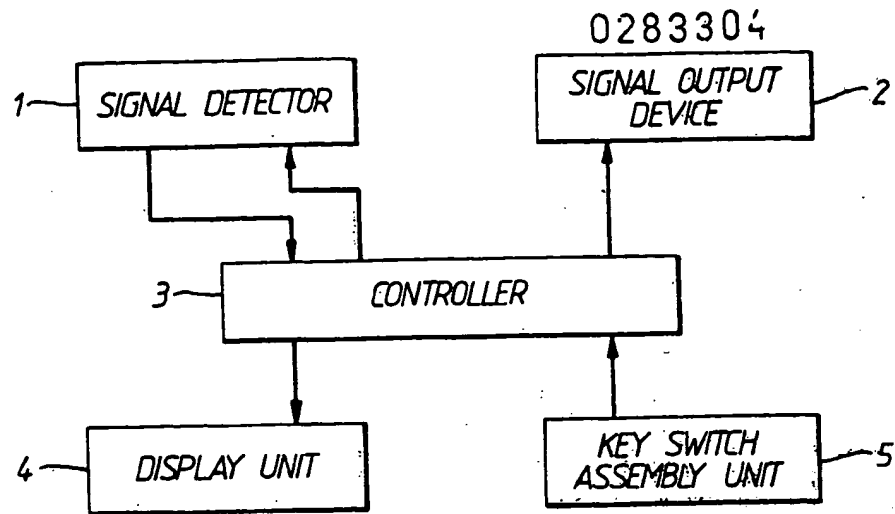 0283304
1
SIGNAL DETECTOR
SIGNAL OUTPUT
DEVICE
2
3
CONTROLLER
4
DISPLAY UNIT
KEY SWITCH
ASSEMBLY UNIT
5